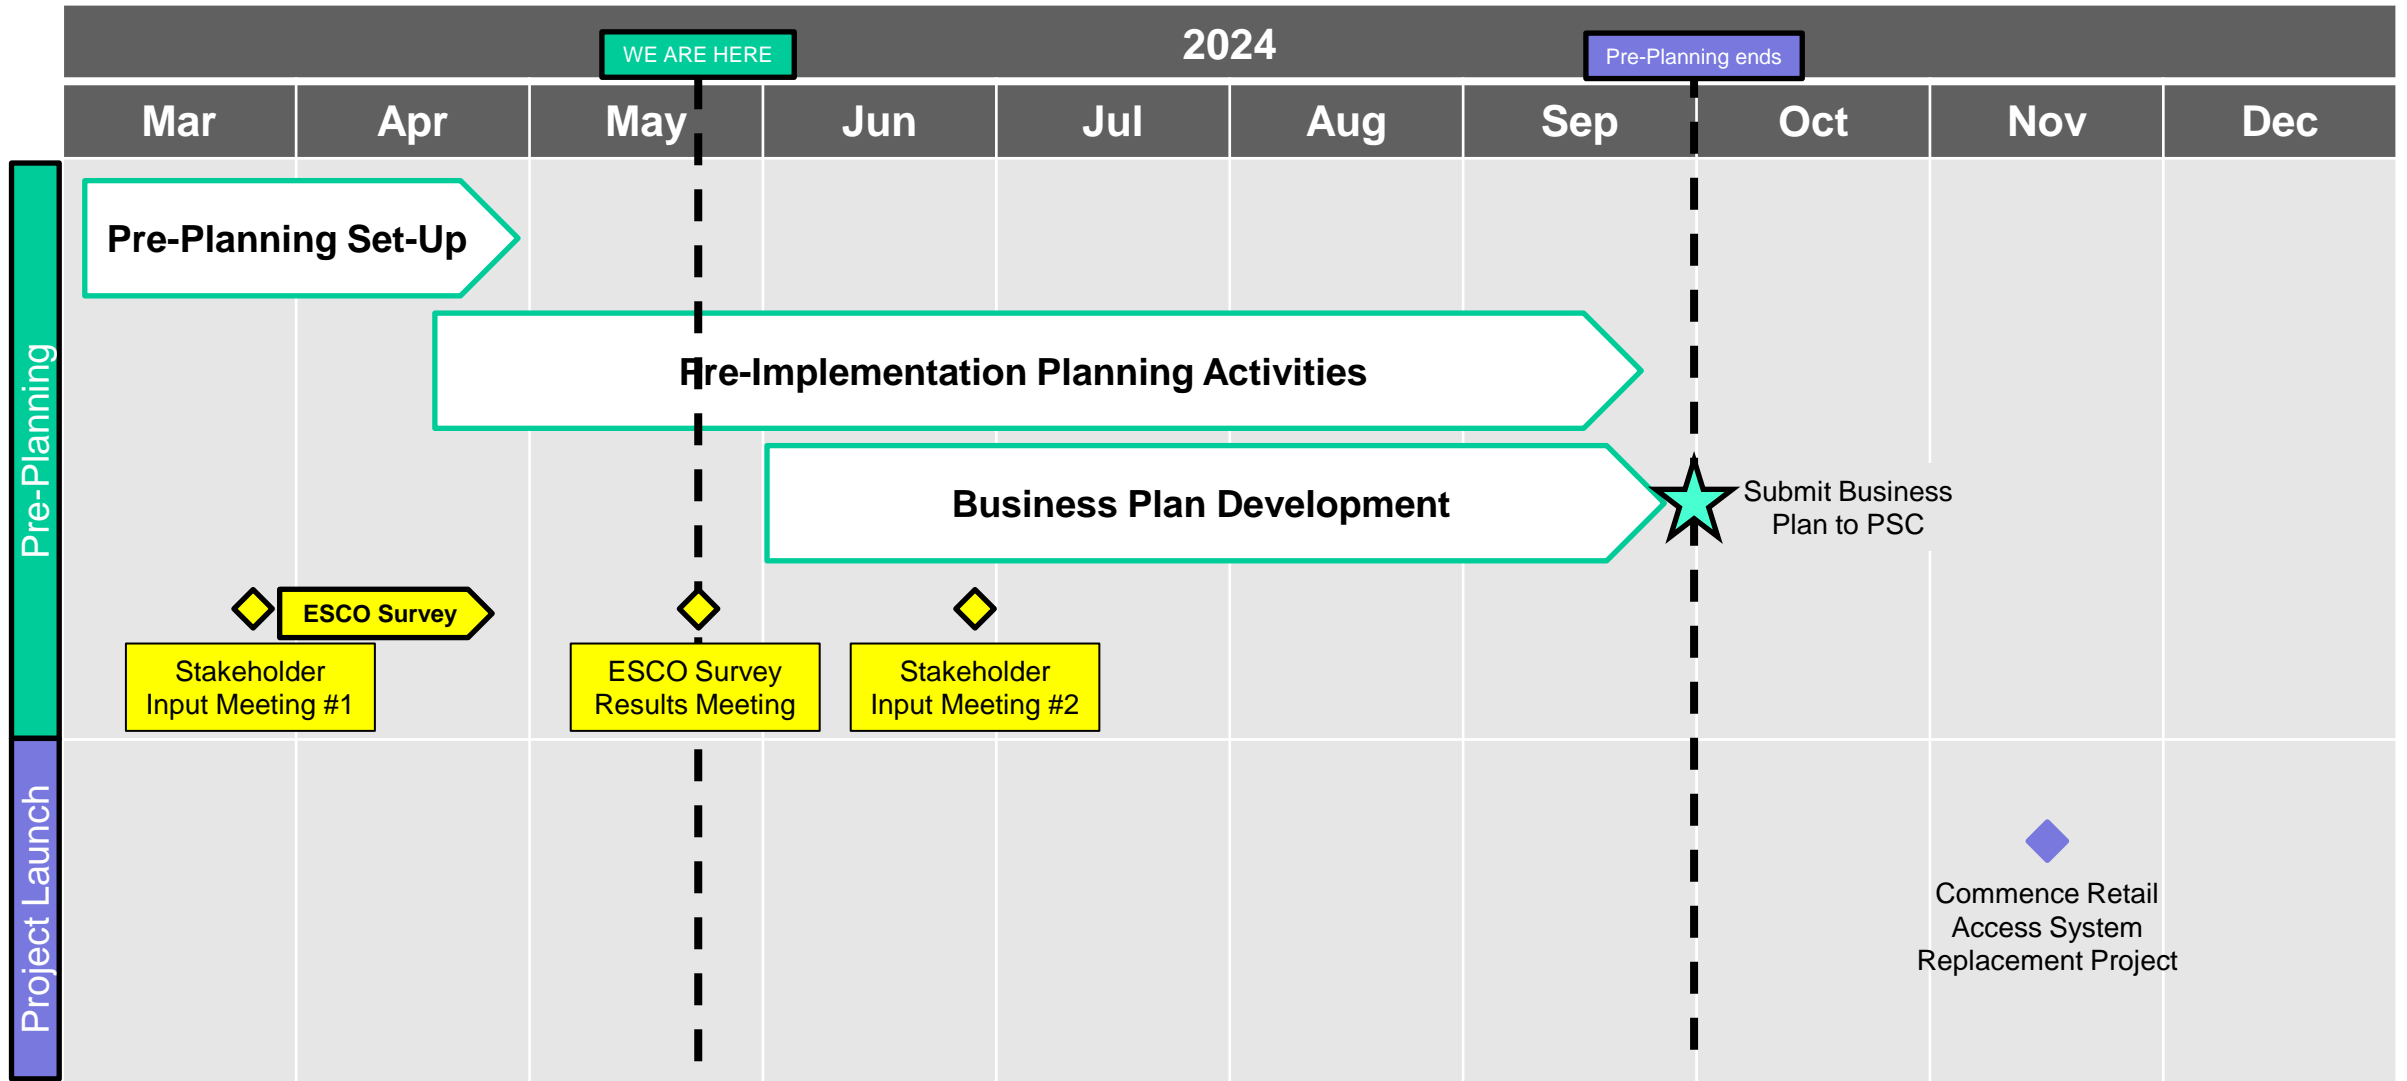 2024
WE ARE HERE
Pre-Planning ends
Mar
Apr
May
Jun
Jul
Aug
Sep
Oct
Nov
Dec
Pre-Planning
Pre-Planning Set-Up
Pre-Implementation Planning Activities
Business Plan Development
Submit Business
Plan to PSC
ESCO Survey
Stakeholder
Input Meeting #1
ESCO Survey
Results Meeting
Stakeholder
Input Meeting #2
Project Launch
Commence Retail
Access System
Replacement Project